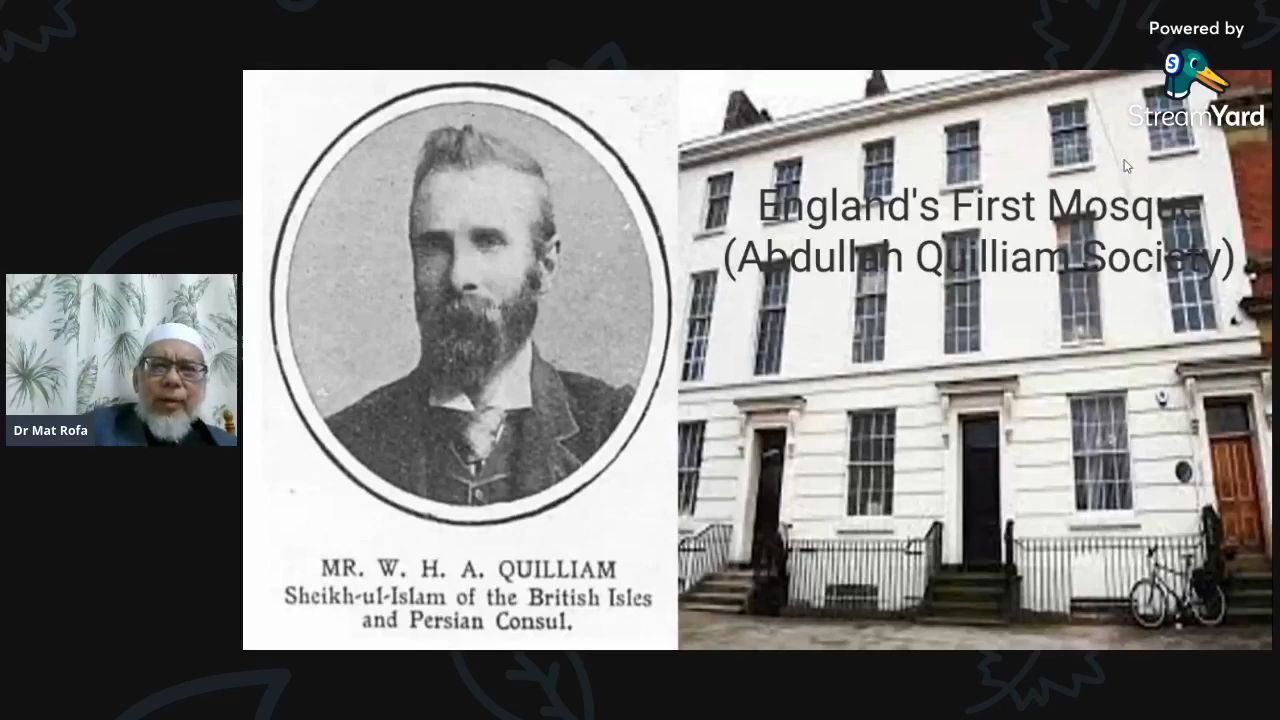 Powered by
StreamYard
England's First Mosque
(Abdullah Quilliam Society)
Dr Mat Rofa
MR. W. H. A. QUILLIAM
Sheikh-ul-Islam of the British Isles
and Persian Consul.